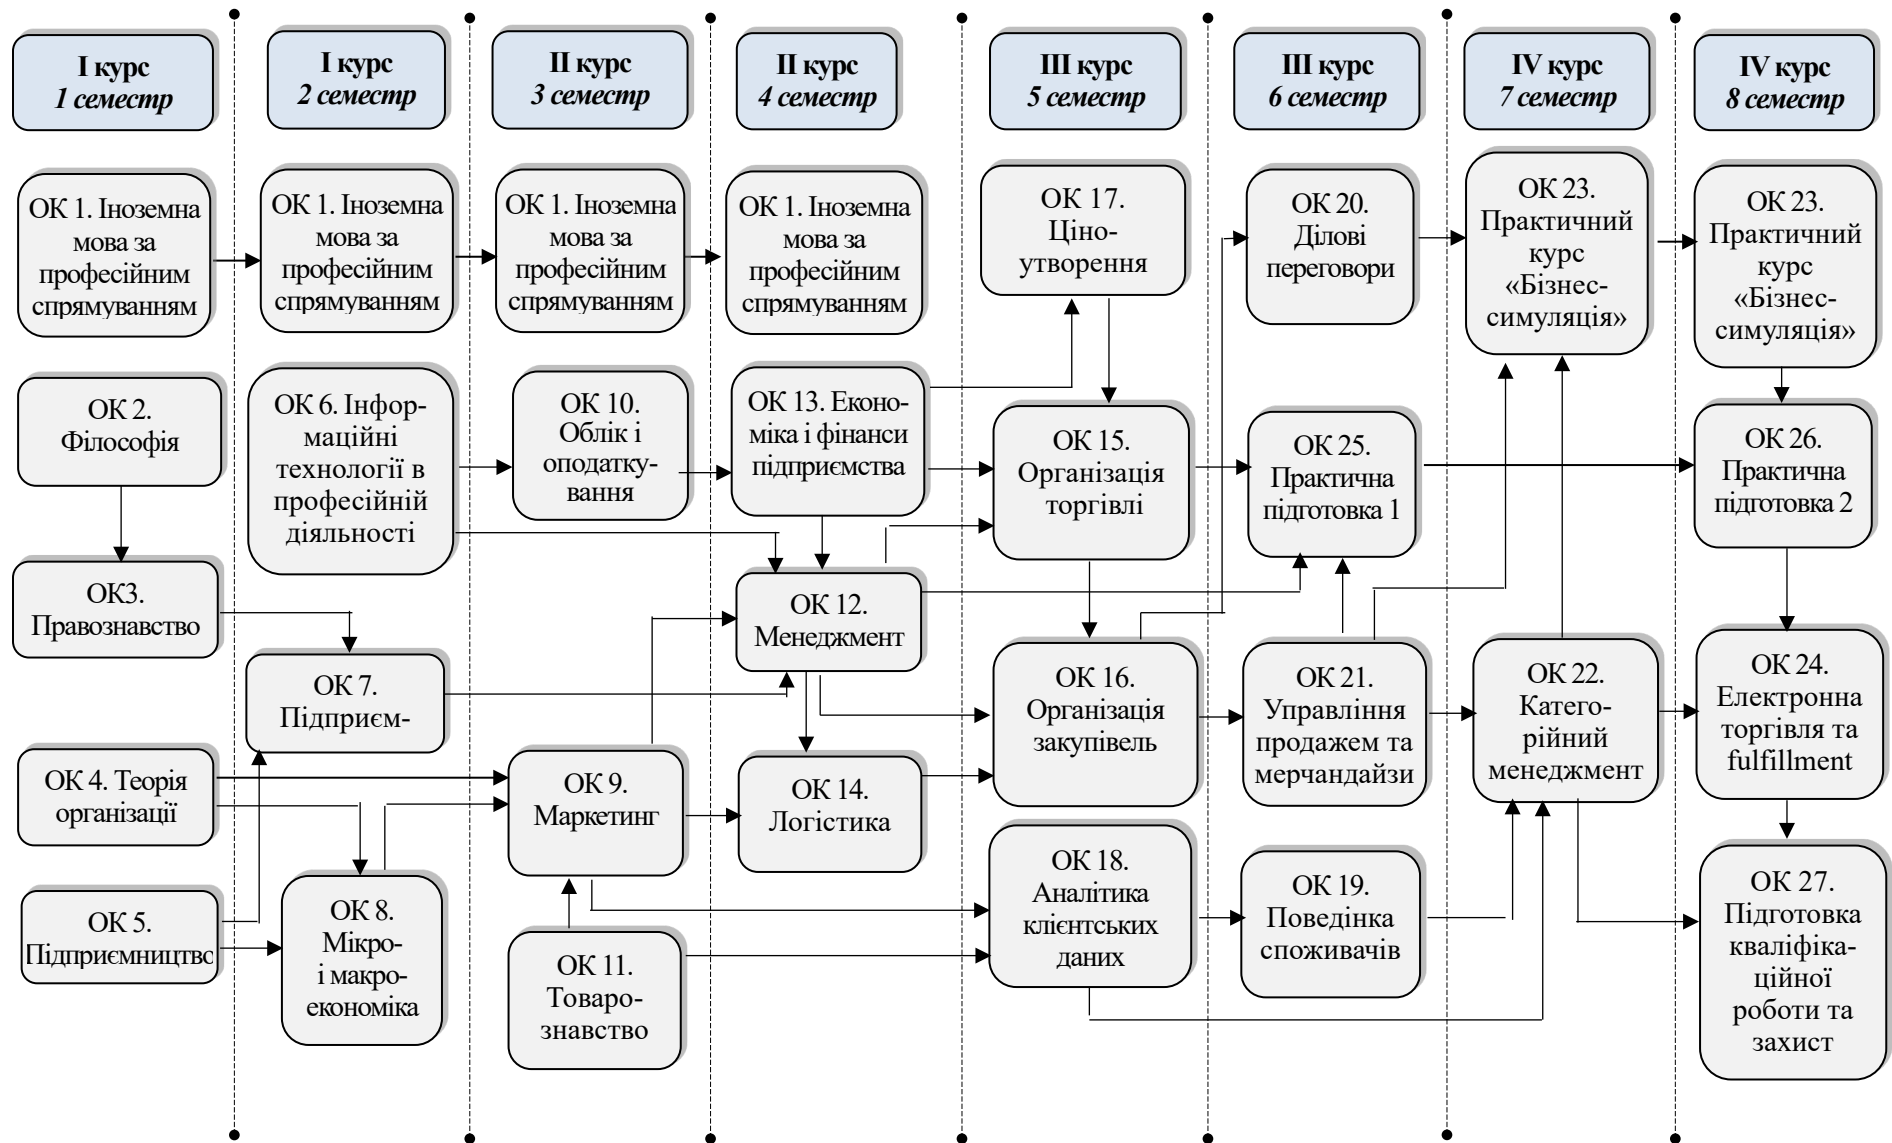 І курс
1 семестр
І курс
2 семестр
ІІ курс
3 семестр
ІІ курс
4 семестр
ІІІ курс
5 семестр
ІІІ курс
6 семестр
IV курс
7 семестр
IV курс
8 семестр
ОК 1. Іноземна
мова за
професійним
спрямуванням
ОК 2.
Філософія
ОК3.
Правознавство
ОК 4. Теорія
організації
ОК 5.
Підприємництво
ОК 1. Іноземна
мова за
професійним
спрямуванням
ОК 6. Інфор-
маційні
технології в
професійній
діяльності
ОК 7.
Підприєм-
ОК 8.
Мікро-
і макро-
економіка
ОК 1. Іноземна
мова за
професійним
спрямуванням
ОК 10.
Облік і
оподатку-
вання
ОК 9.
Маркетинг
ОК 11.
Товаро-
знавство
ОК 1. Іноземна
мова за
професійним
спрямуванням
ОК 13. Еконо-
міка і фінанси
підприємства
ОК 12.
Менеджмент
ОК 14.
Логістика
ОК 17.
Ціно-
утворення
ОК 15.
Організація
торгівлі
ОК 16.
Організація
закупівель
ОК 18.
Аналітика
клієнтських
даних
ОК 20.
Ділові
переговори
ОК 25.
Практична
підготовка 1
ОК 21.
Управління
продажем та
мерчандайзи
ОК 19.
Поведінка
споживачів
ОК 23.
Практичний
курс
«Бізнес-
симуляція»
ОК 22.
Катего-
рійний
менеджмент
ОК 23.
Практичний
курс
«Бізнес-
симуляція»
ОК 26.
Практична
підготовка 2
ОК 24.
Електронна
торгівля та
fulfillment
ОК 27.
Підготовка
кваліфіка-
ційної
роботи та
захист